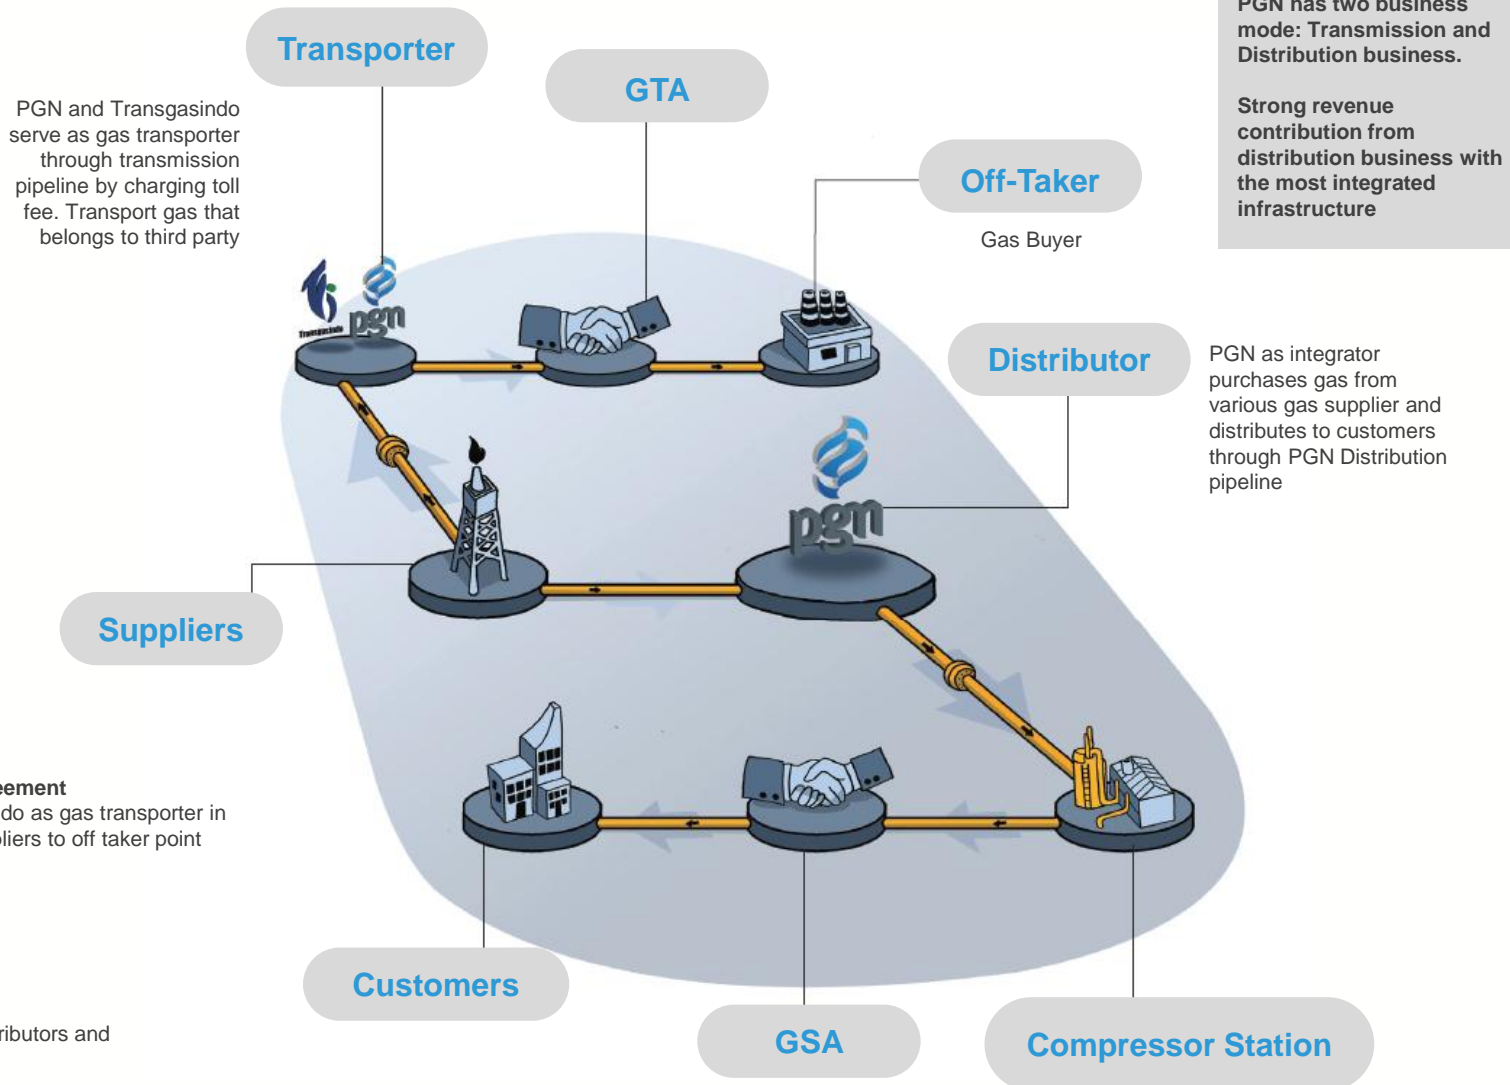 PGN has two business
mode: Transmission and
Distribution business.
Strong revenue
contribution from
distribution business with
the most integrated
infrastructure
Transporter
GTA
PGN and Transgasindo
serve as gas transporter
through transmission
pipeline by charging toll
fee. Transport gas that
belongs to third party
Off-Taker
Gas Buyer
Transgasindo
pgn
Distributor
PGN as integrator
purchases gas from
various gas supplier and
distributes to customers
through PGN Distribution
pipeline
pgn
Suppliers
eement
do as gas transporter in
pliers to off taker point
Customers
ributors and
GSA
Compressor Station